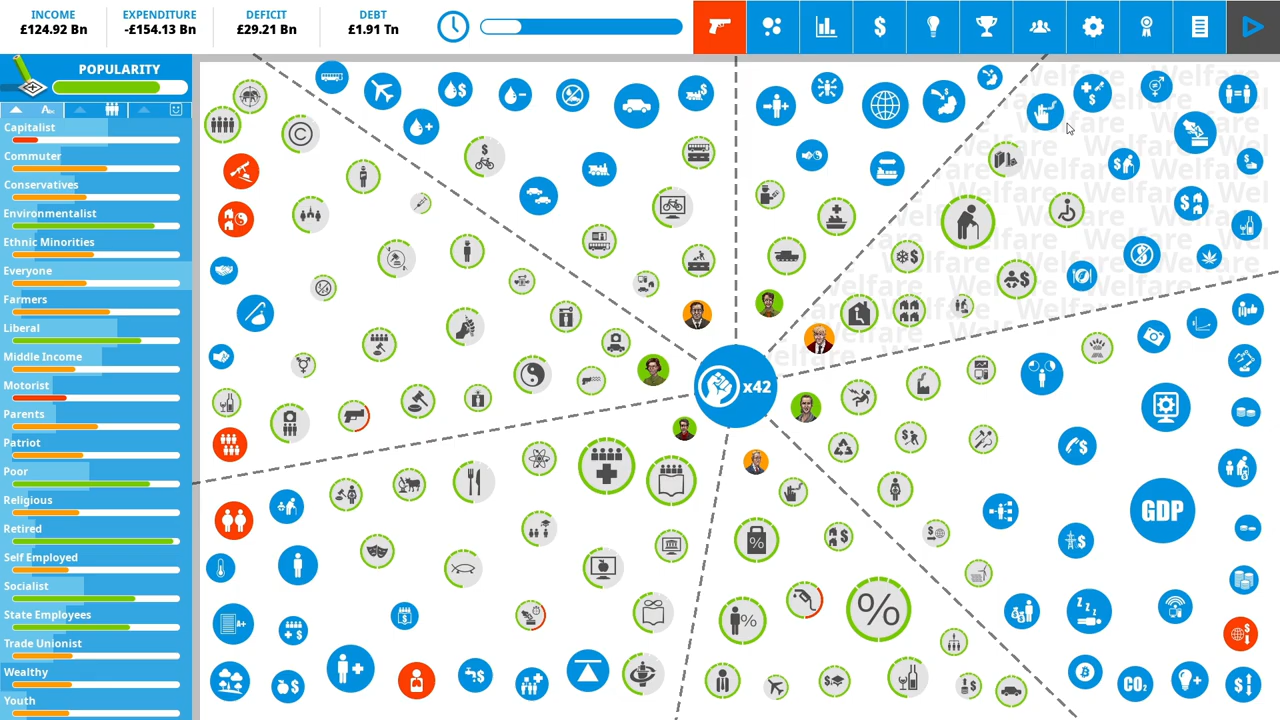 INCOME
£124.92 Bn
EXPENDITURE
-£154.13 Bn
DEFICIT
£29.21 Bn
DEBT
£1.91 Tn
POPULARITY
Capitalist
Commuter
Conservatives
Environmentalist
Ethnic Minorities
Everyone
Farmers
Liberal
Middle Income
Motorist
Parents
Patriot
Poor
Religious
Retired
Self Employed
Socialist
State Employees
Trade Unionist
Wealthy
Youth
Welfare Welfare
x42
GDP
CO₂